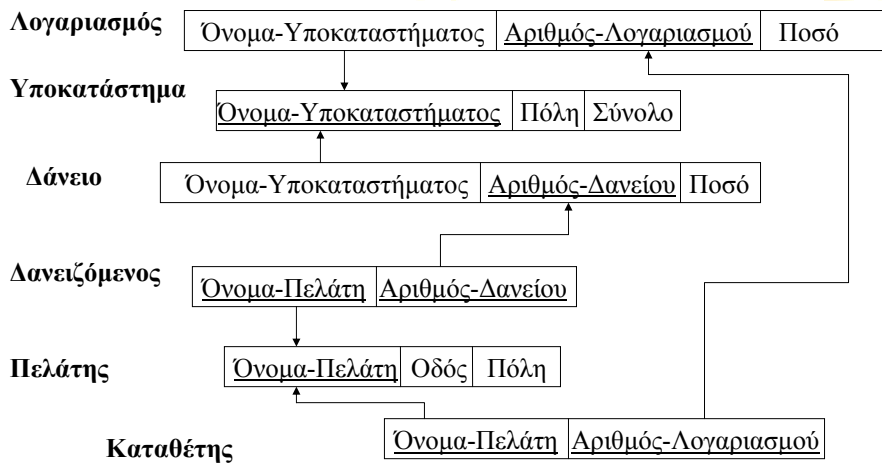 Λογαριασμός Όνομα-Υποκαταστήματος Αριθμός-Λογαριασμού Ποσό
Υποκατάστημα
Όνομα-Υποκαταστήματος Πόλη Σύνολο
Δάνειο Όνομα-Υποκαταστήματος Αριθμός-Δανείου Ποσό
Δανειζόμενος Όνομα-Πελάτη Αριθμός-Δανείου
Πελάτης Όνομα-Πελάτη Οδός Πόλη
Καταθέτης Όνομα-Πελάτη Αριθμός-Λογαριασμού